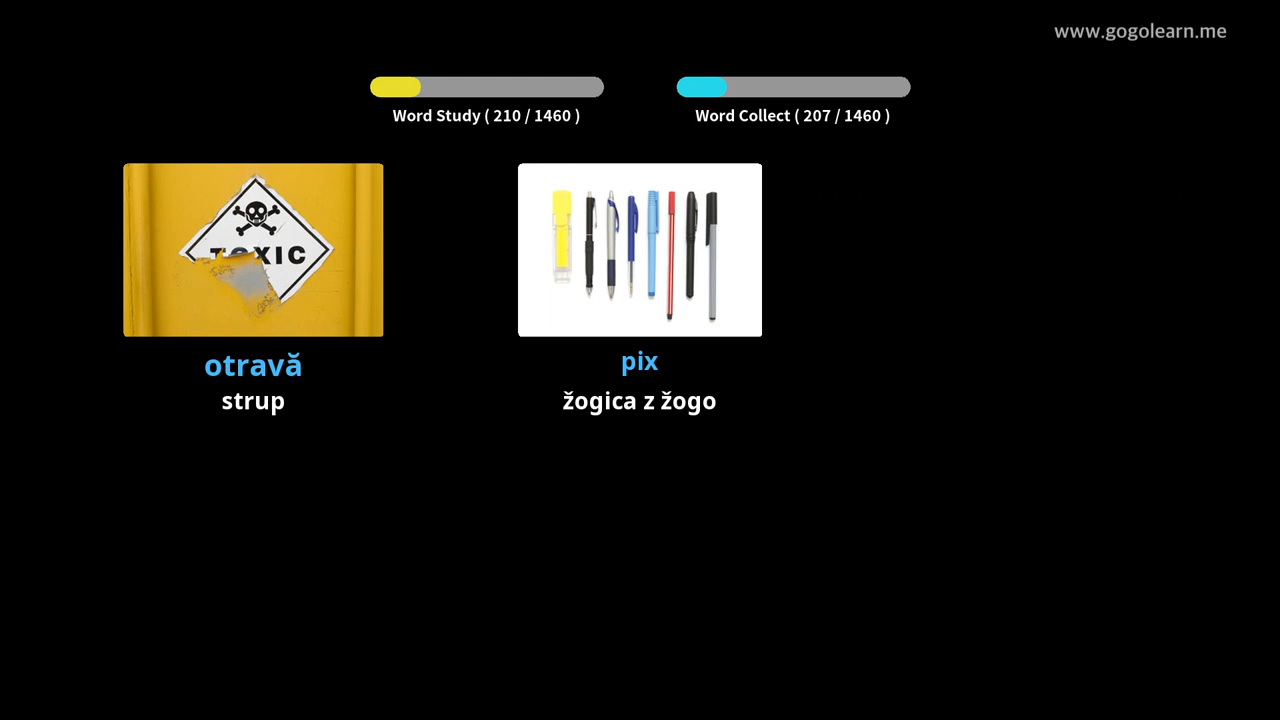 www.gogolearn.me
Word Study ( 210 / 1460 )
Word Collect ( 207 / 1460 )
TOXIC
otravă
strup
pix
žogica z žogo